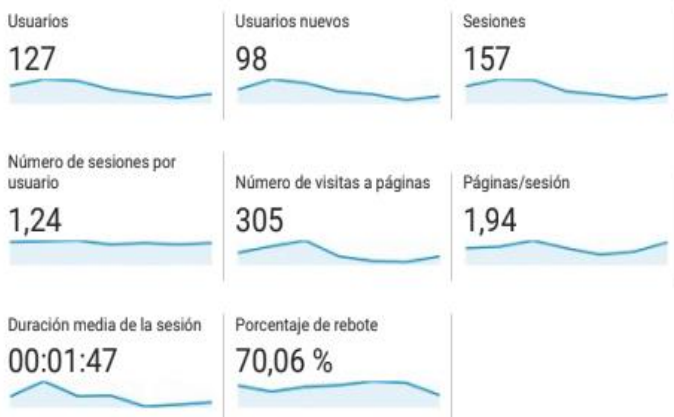 Usuarios
127
Usuarios nuevos
98
Sesiones
157
Número de sesiones por
usuario
1,24
Número de visitas a páginas
305
Páginas/sesión
1,94
Duración media de la sesión
00:01:47
Porcentaje de rebote
70,06 %